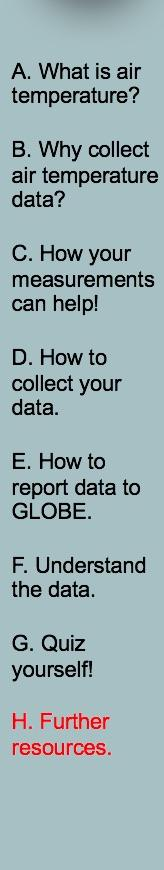 A. What is air
temperature?
B. Why collect
air temperature
data?
C. How your
measurements
can help!
D. How to
collect your
data.
E. How to
report data to
GLOBE.
F. Understand
the data.
G. Quiz
yourself!
H. Further
resources.